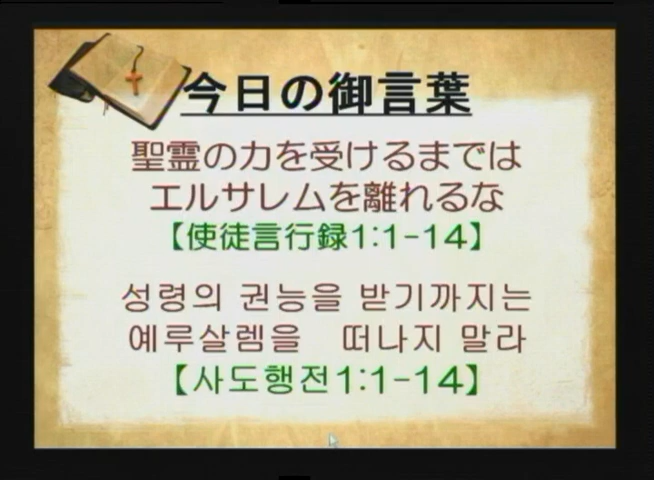 今日の御言葉
聖霊の力を受けるまでは
エルサレムを離れるな
【使徒言行録1:1-14】
성령의 권능을 받기까지는
예루살렘을 떠나지 말라
【사도행전1:1-14】